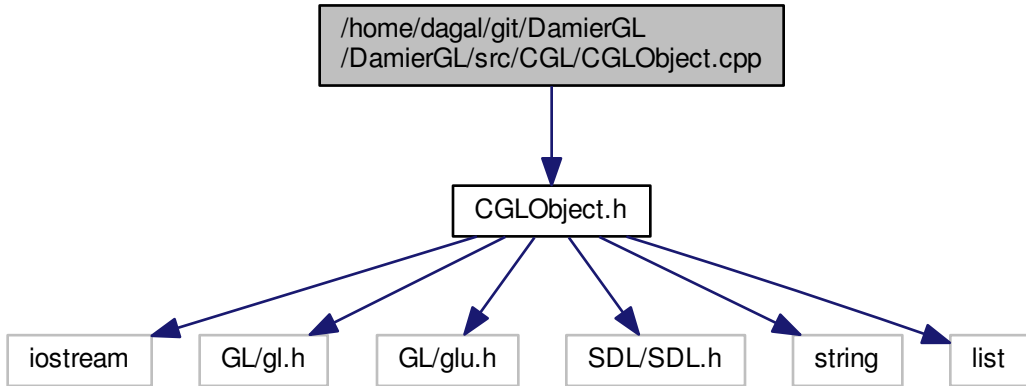 /home/dagal/git/DamierGL
/DamierGL/src/CGL/CGLObject.cpp
CGLObject.h
iostream
GL/gl.h
GL/glu.h
SDL/SDL.h
string
list